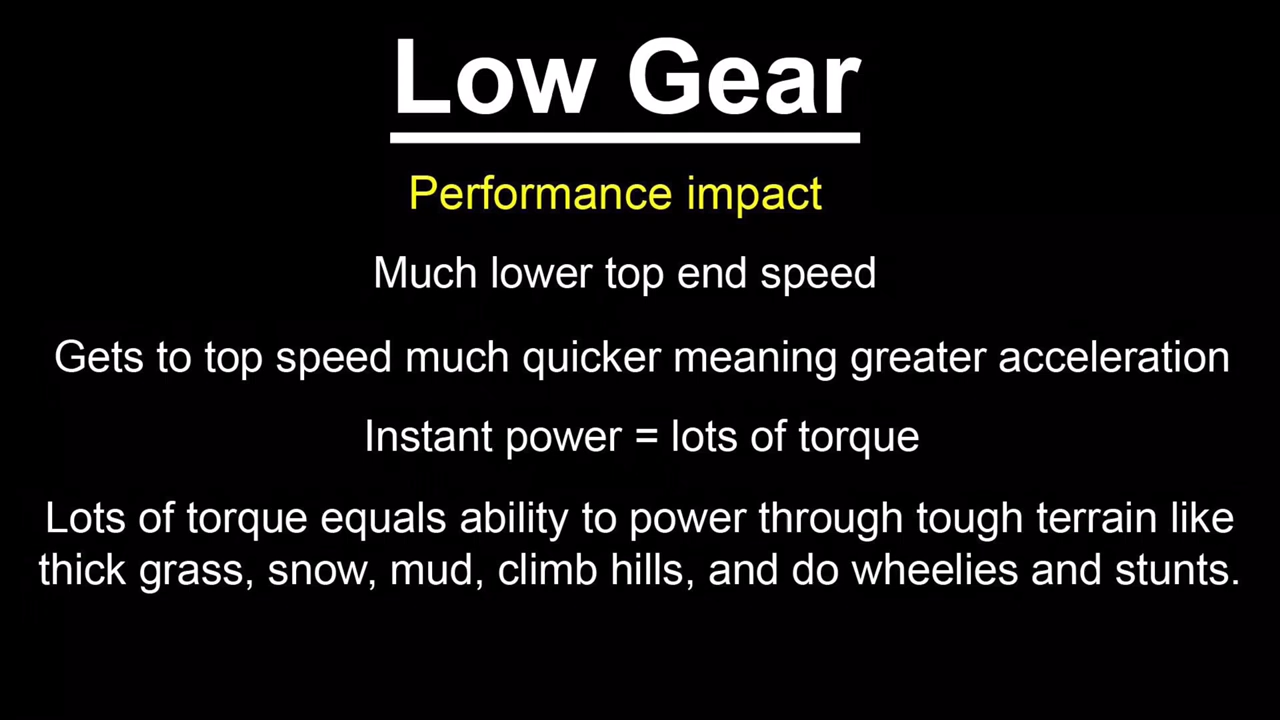 Low Gear
Performance impact
Much lower top end speed
Gets to top speed much quicker meaning greater acceleration
Instant power = lots of torque
Lots of torque equals ability to power through tough terrain like
thick grass, snow, mud, climb hills, and do wheelies and stunts.